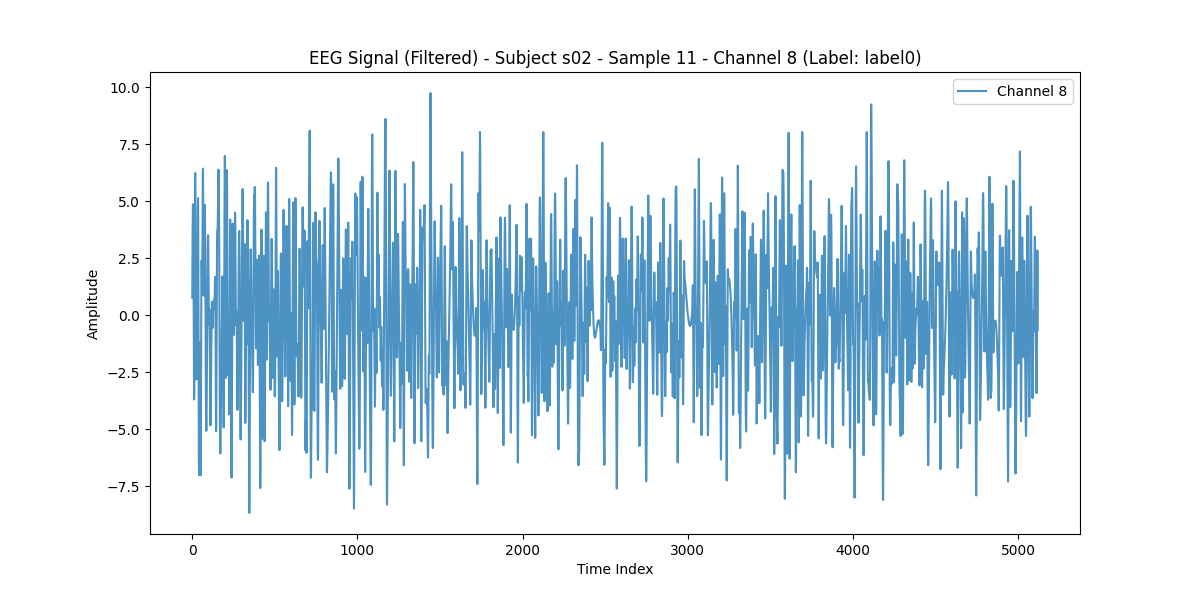 EEG Signal (Filtered) - Subject s02 - Sample 11 - Channel 8 (Label: label0)
Channel 8
10.0
7.5
5.0
2.5
0.0
−2.5
−5.0
−7.5
Amplitude
0 1000 2000 3000 4000 5000
Time Index